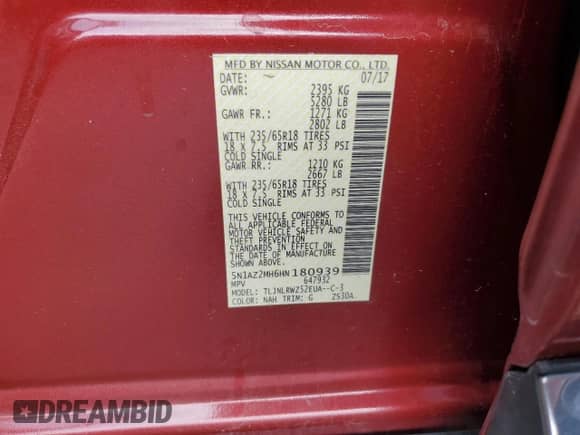 MFD BY NISSAN MOTOR CO., LTD.
DATE: 07/17
GVWR: 2395 KG
5280 LB
GAWR FR.: 1271 KG
2802 LB
WITH 235/65R18 TIRES
18 x 7.5 RIMS AT 33 PSI
COLD SINGLE
GAWR RR.: 1210 KG
2667 LB
WITH 235/65R18 TIRES
18 x 7.5 RIMS AT 33 PSI
COLD SINGLE
THIS VEHICLE CONFORMS TO
ALL APPLICABLE FEDERAL
MOTOR VEHICLE SAFETY AND
THEFT PREVENTION
STANDARDS IN EFFECT ON
THE DATE OF MANUFACTURE
SHOWN ABOVE.
5N1AZ2MH6HN180939
MPV 647932
MODEL: TLJNLRWZ52EUA--C-3
COLOR: NAH TRIM: G ZS30A
DREAMBID